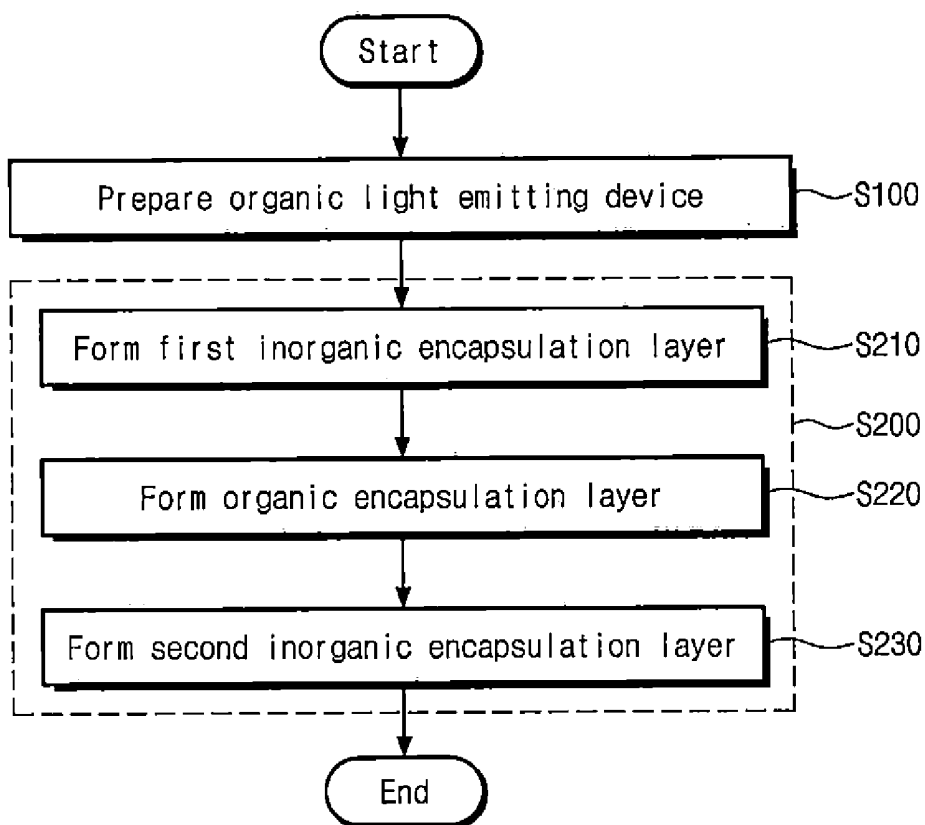 Start
Prepare organic light emitting device
S100
Form first inorganic encapsulation layer
S210
S200
Form organic encapsulation layer
S220
Form second inorganic encapsulation layer
S230
End